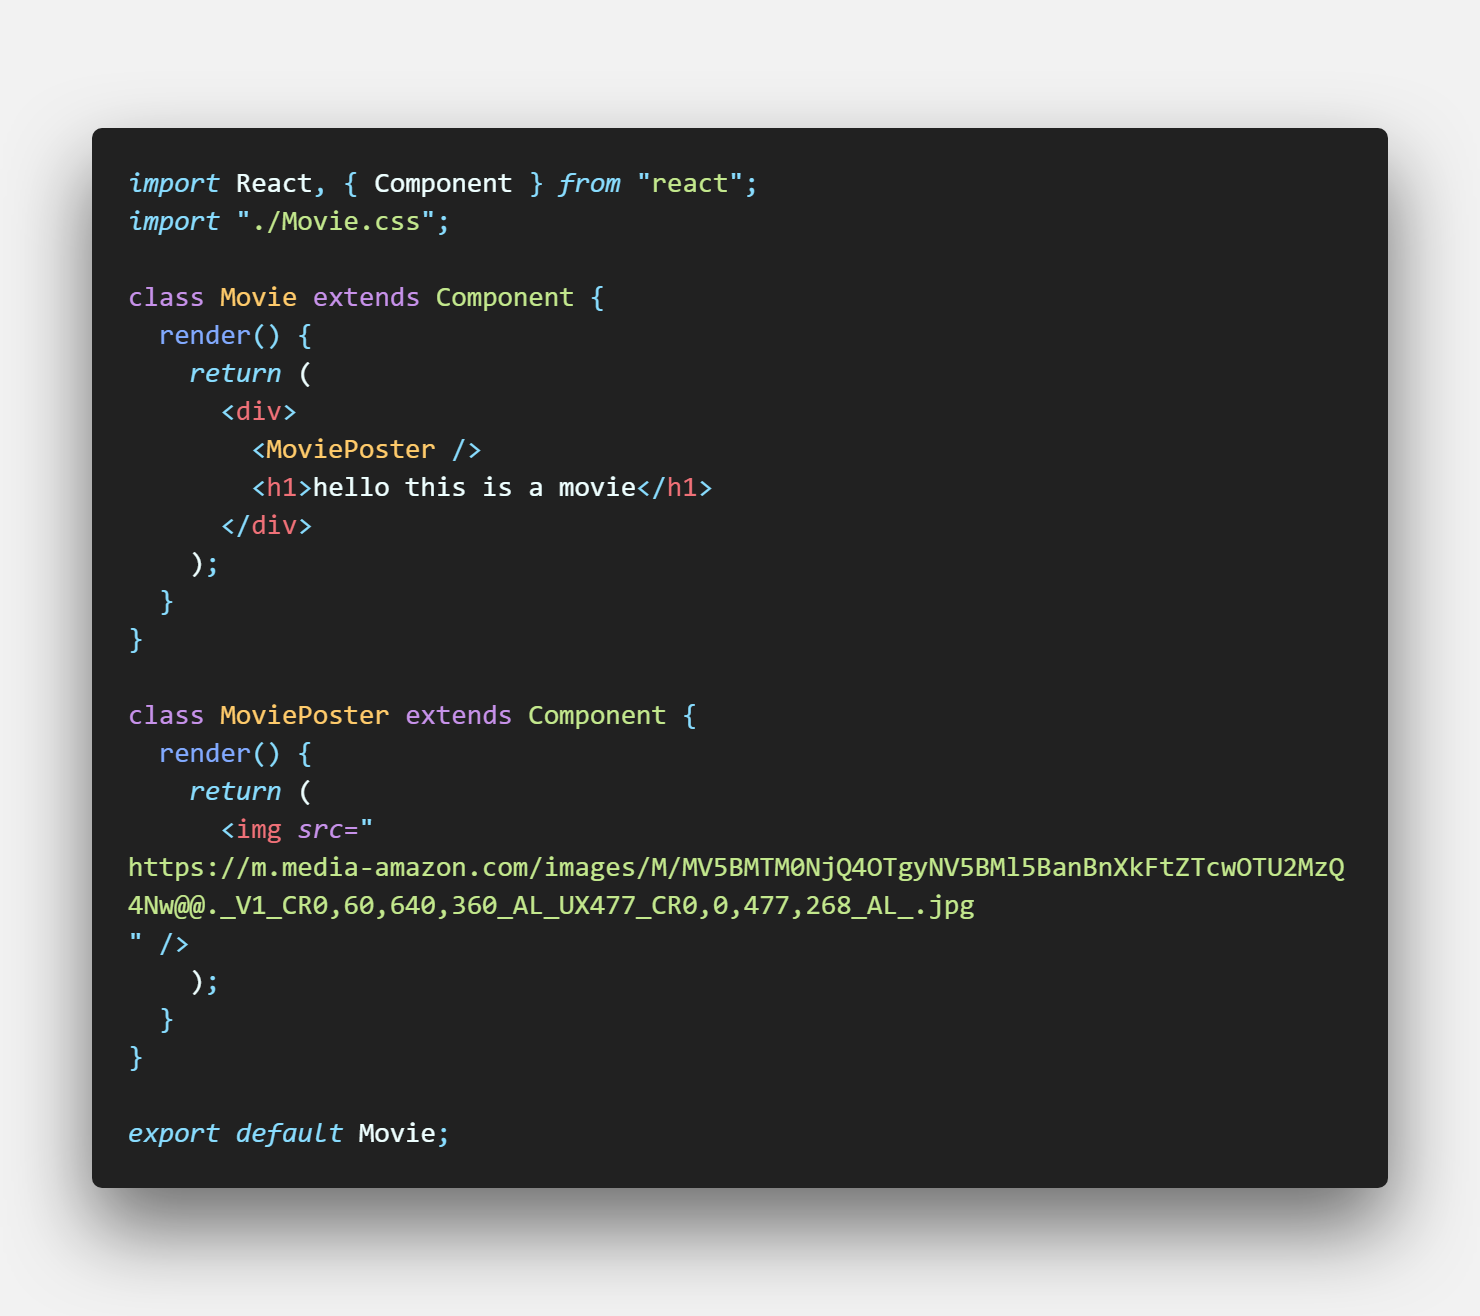 import React, { Component } from "react";
import "./Movie.css";

class Movie extends Component {
  render() {
    return (
      <div>
        <MoviePoster />
        <h1>hello this is a movie</h1>
      </div>
    );
  }
}

class MoviePoster extends Component {
  render() {
    return (
      <img src="
https://m.media-amazon.com/images/M/MV5BMTM0NjQ4OTgyNV5BMl5BanBnXkFtZTcwOTU2MzQ
4Nw@@._V1_CR0,60,640,360_AL_UX477_CR0,0,477,268_AL_.jpg
" />
    );
  }
}

export default Movie;